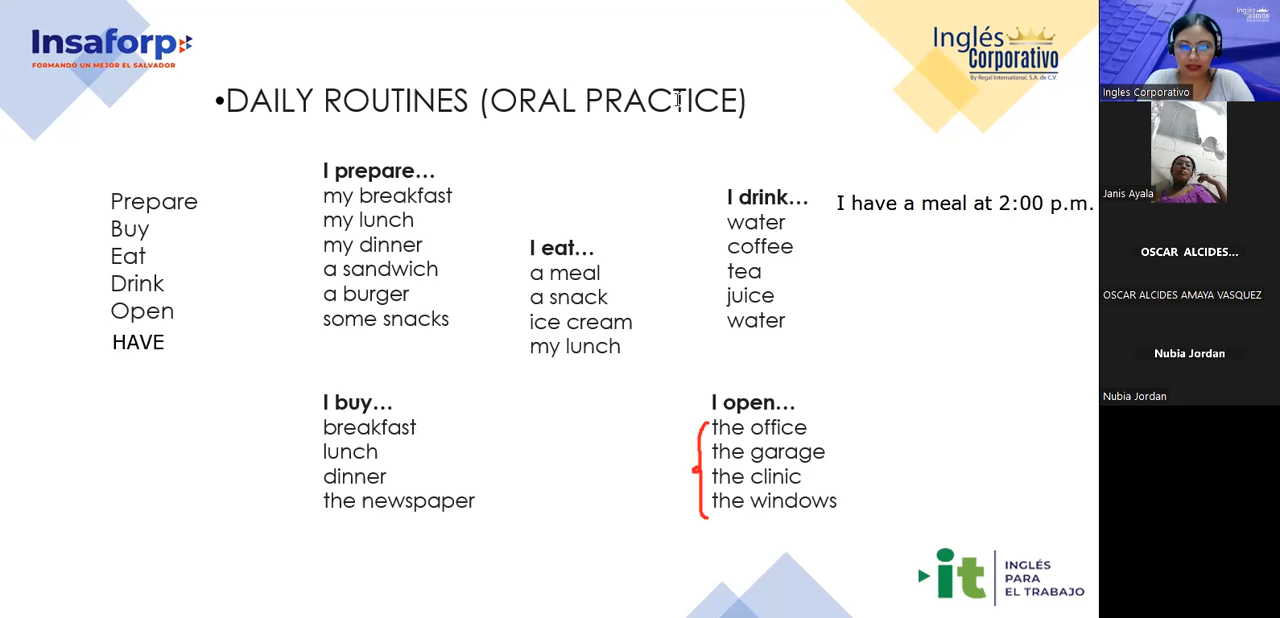 Insaforp
FORMANDO UN MEJOR EL SALVADOR
Inglés
Corporativo
By Regal International, S.A. de C.V.
•DAILY ROUTINES (ORAL PRACTICE)
Prepare
Buy
Eat
Drink
Open
HAVE
I prepare...
my breakfast
my lunch
my dinner
a sandwich
a burger
some snacks
I eat...
a meal
a snack
ice cream
my lunch
I drink...
water
coffee
tea
juice
water
I have a meal at 2:00 p.m.
I buy...
breakfast
lunch
dinner
the newspaper
I open...
the office
the garage
the clinic
the windows
it
INGLÉS
PARA
EL TRABAJO
Ingles Corporativo
Janis Ayala
OSCAR ALCIDES...
OSCAR ALCIDES AMAYA VASQUEZ
Nubia Jordan
Nubia Jordan